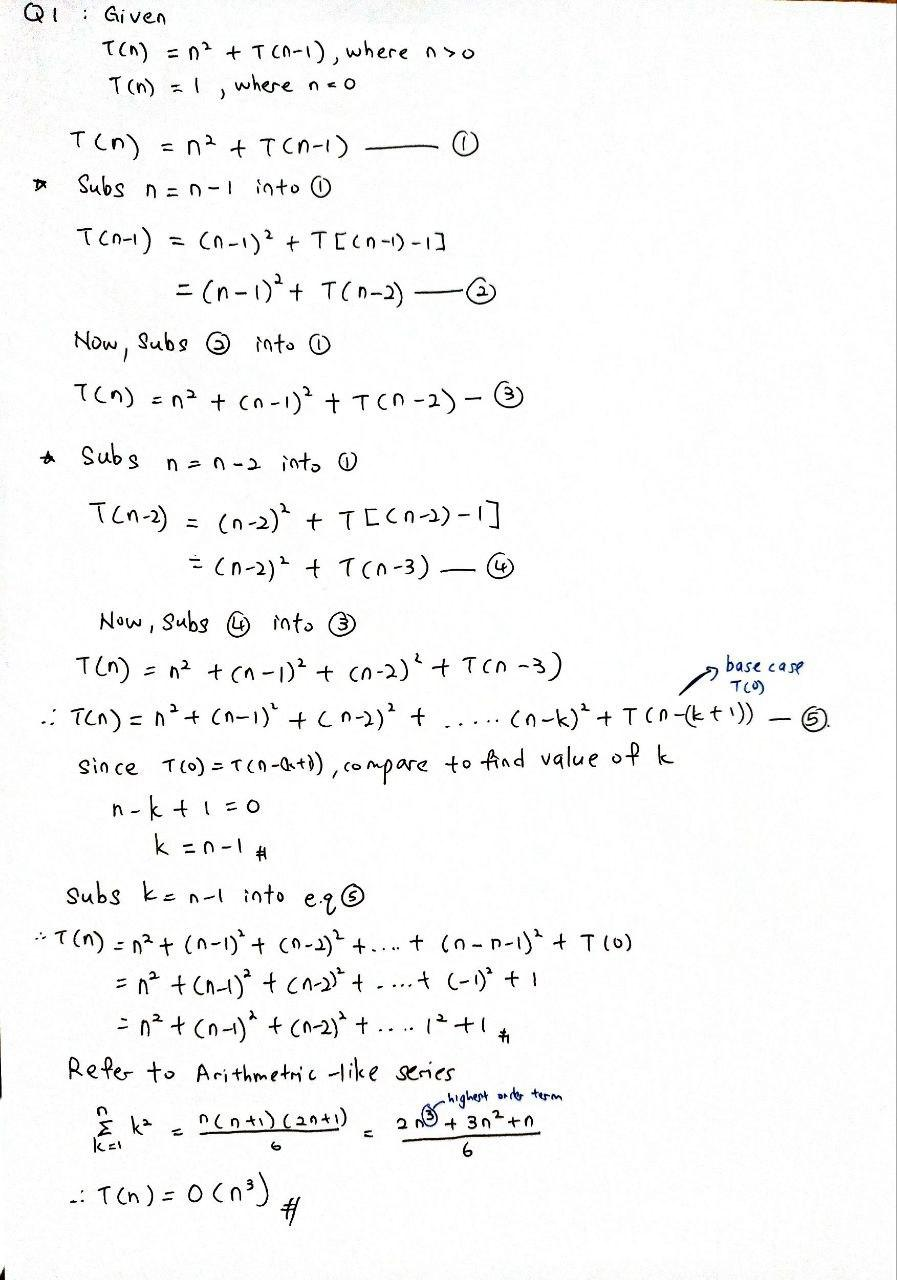 Q1 : Given
T(n) = n² + T(n-1), where n>0
T(n) = 1 , where n=0
T(n) = n² + T(n-1) —— ①
* Subs n = n-1 into ①
T(n-1) = (n-1)² + T[(n-1)-1]
= (n-1)² + T(n-2) —— ②
Now, Subs ② into ①
T(n) = n² + (n-1)² + T(n-2) — ③
* Subs n = n-2 into ①
T(n-2) = (n-2)² + T[(n-2)-1]
= (n-2)² + T(n-3) — ④
Now, Subs ④ into ③
T(n) = n² + (n-1)² + (n-2)² + T(n-3)
base case
T(0)
∴ T(n) = n² + (n-1)² + (n-2)² + ..... (n-k)² + T(n-(k+1)) — ⑤.
Since T(0) = T(n-(k+1)), compare to find value of k
n-k+1=0
k = n-1 #
Subs k = n-1 into eq ⑤
∴ T(n) = n² + (n-1)² + (n-2)² + .... + (n-n-1)² + T(0)
= n² + (n-1)² + (n-2)² + ..... + (-1)² + 1
= n² + (n-1)² + (n-2)² + .... 1² + 1 #
Refer to Arithmetric-like series
highest order term
n Σ k=1 k² = n(n+1)(2n+1) / 6 = 2n³ + 3n² + n / 6
∴ T(n) = O(n³) #